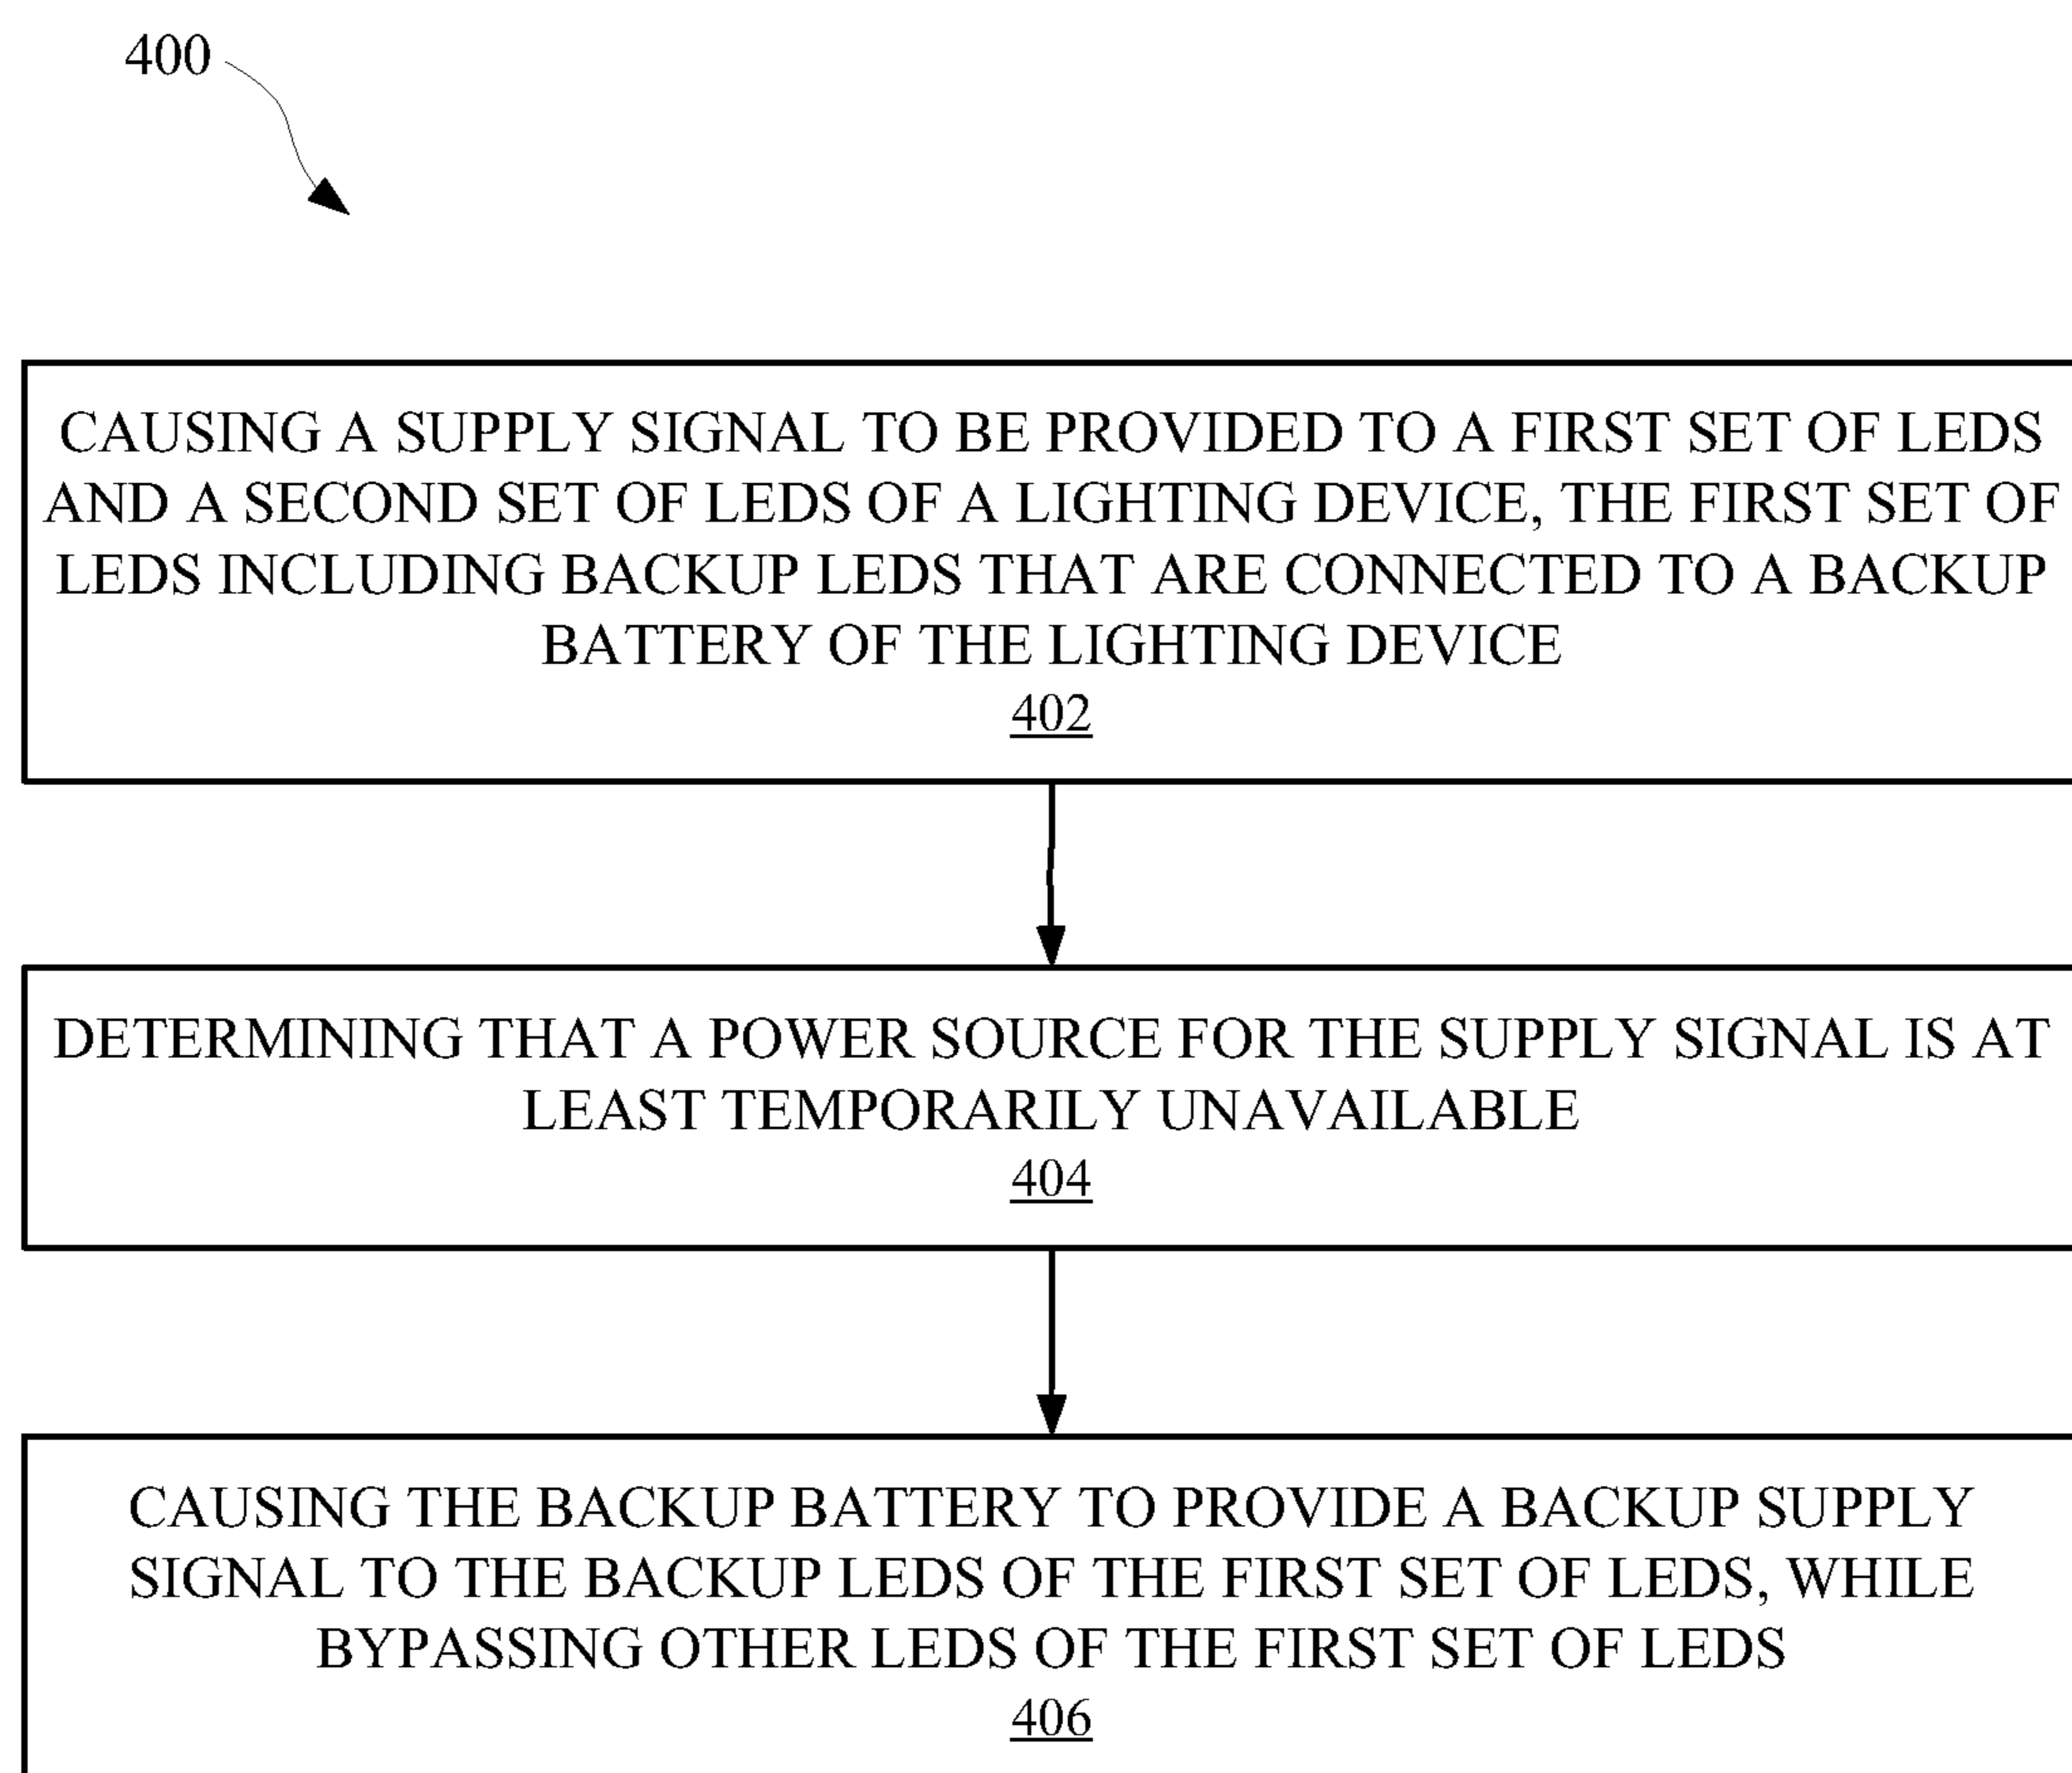 400
CAUSING A SUPPLY SIGNAL TO BE PROVIDED TO A FIRST SET OF LEDS
AND A SECOND SET OF LEDS OF A LIGHTING DEVICE, THE FIRST SET OF
LEDS INCLUDING BACKUP LEDS THAT ARE CONNECTED TO A BACKUP
BATTERY OF THE LIGHTING DEVICE
402
DETERMINING THAT A POWER SOURCE FOR THE SUPPLY SIGNAL IS AT
LEAST TEMPORARILY UNAVAILABLE
404
CAUSING THE BACKUP BATTERY TO PROVIDE A BACKUP SUPPLY
SIGNAL TO THE BACKUP LEDS OF THE FIRST SET OF LEDS, WHILE
BYPASSING OTHER LEDS OF THE FIRST SET OF LEDS
406